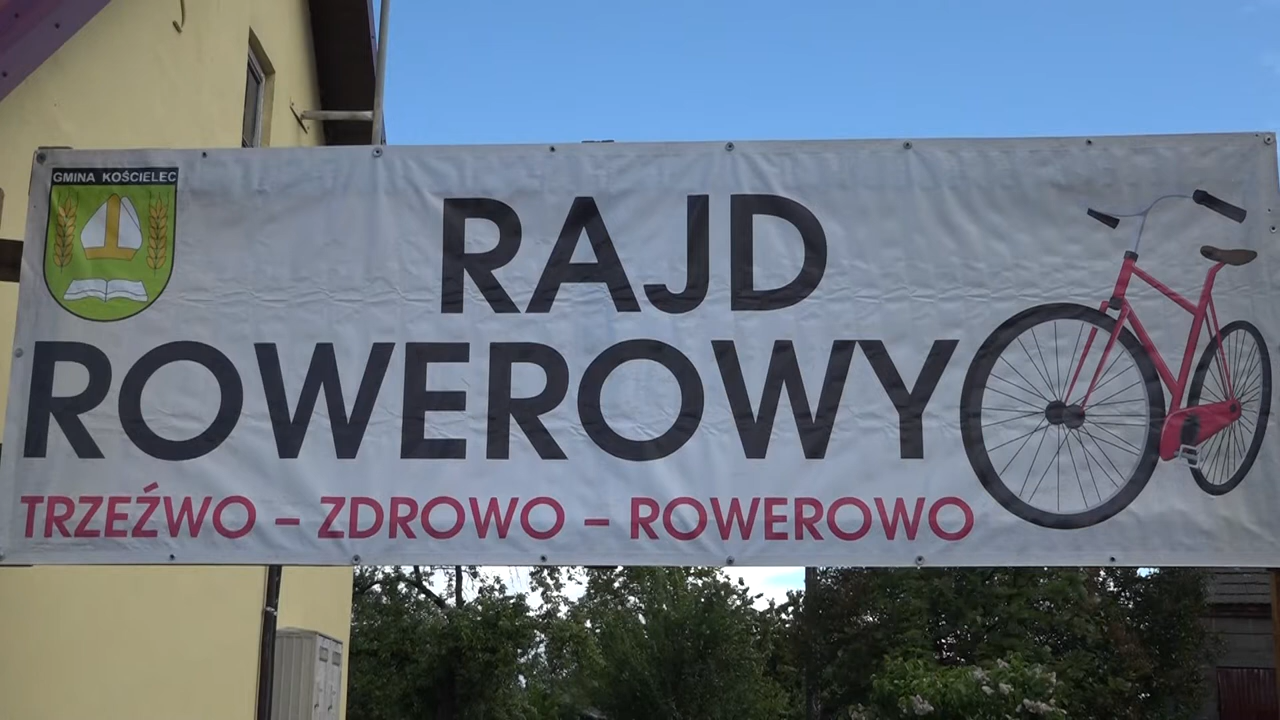 GMINA KOŚCIELEC
RAJD
ROWEROWY
TRZEŹWO – ZDROWO – ROWEROWO